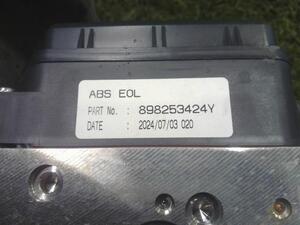 ABS EOL
PART No. : 898253424Y
DATE : 2024/07/03 020